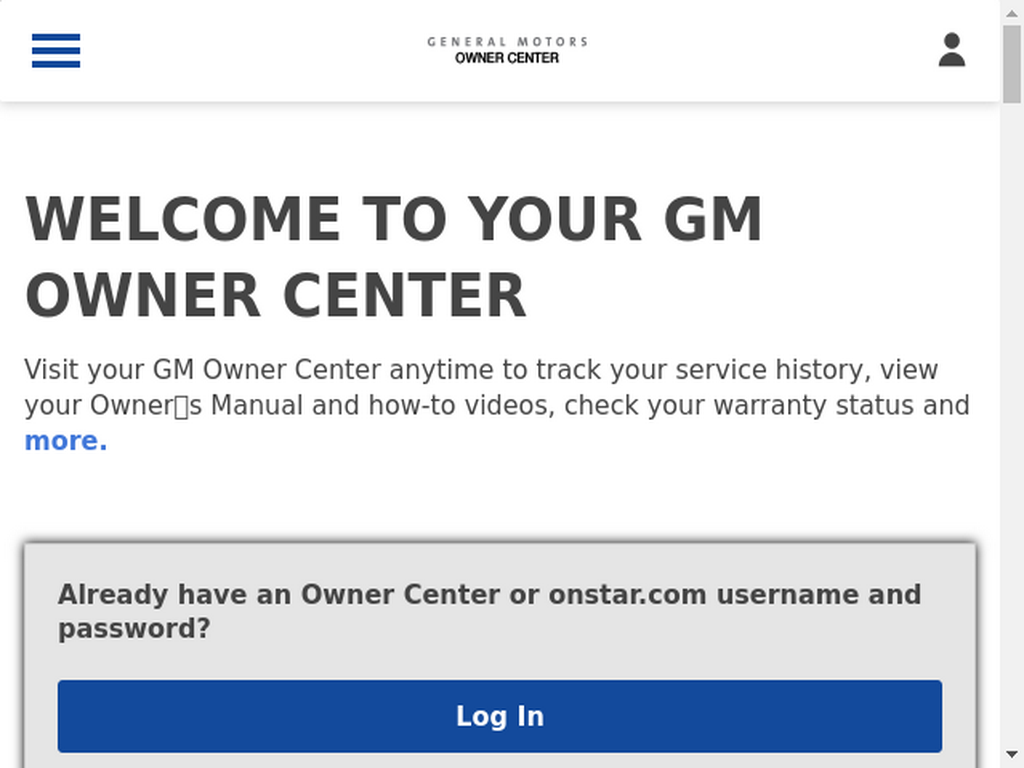 GENERAL MOTORS
OWNER CENTER
WELCOME TO YOUR GM
OWNER CENTER
Visit your GM Owner Center anytime to track your service history, view
your Owner▯s Manual and how-to videos, check your warranty status and
more.
Already have an Owner Center or onstar.com username and
password?
Log In